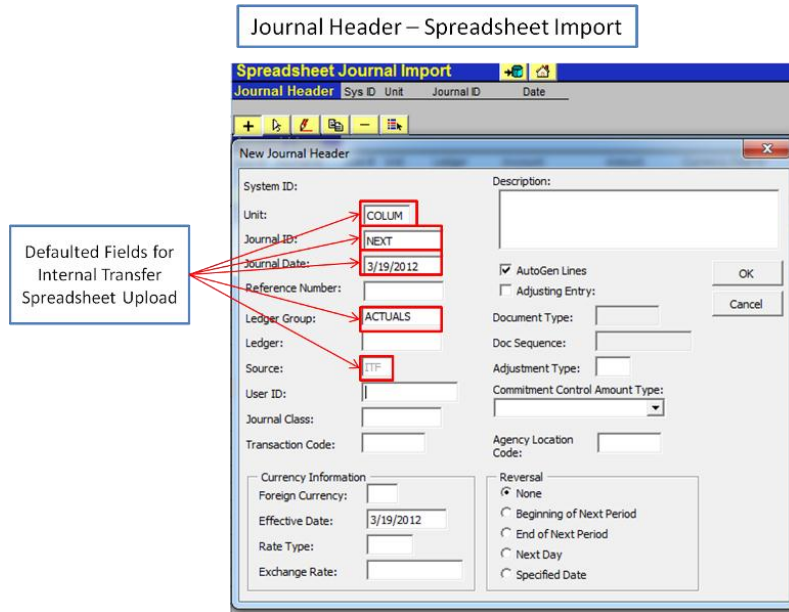 Journal Header – Spreadsheet Import
Spreadsheet Journal Import
Journal Header Sys ID Unit Journal ID Date
New Journal Header
System ID:
Unit: COLUM
Journal ID: NEXT
Journal Date: 3/19/2012
Reference Number:
Ledger Group: ACTUALS
Ledger:
Source: ITF
User ID:
Journal Class:
Transaction Code:
Defaulted Fields for
Internal Transfer
Spreadsheet Upload
Description:
AutoGen Lines
Adjusting Entry:
OK
Cancel
Document Type:
Doc Sequence:
Adjustment Type:
Commitment Control Amount Type:
Agency Location
Code:
Currency Information
Foreign Currency:
Effective Date: 3/19/2012
Rate Type:
Exchange Rate:
Reversal
None
Beginning of Next Period
End of Next Period
Next Day
Specified Date